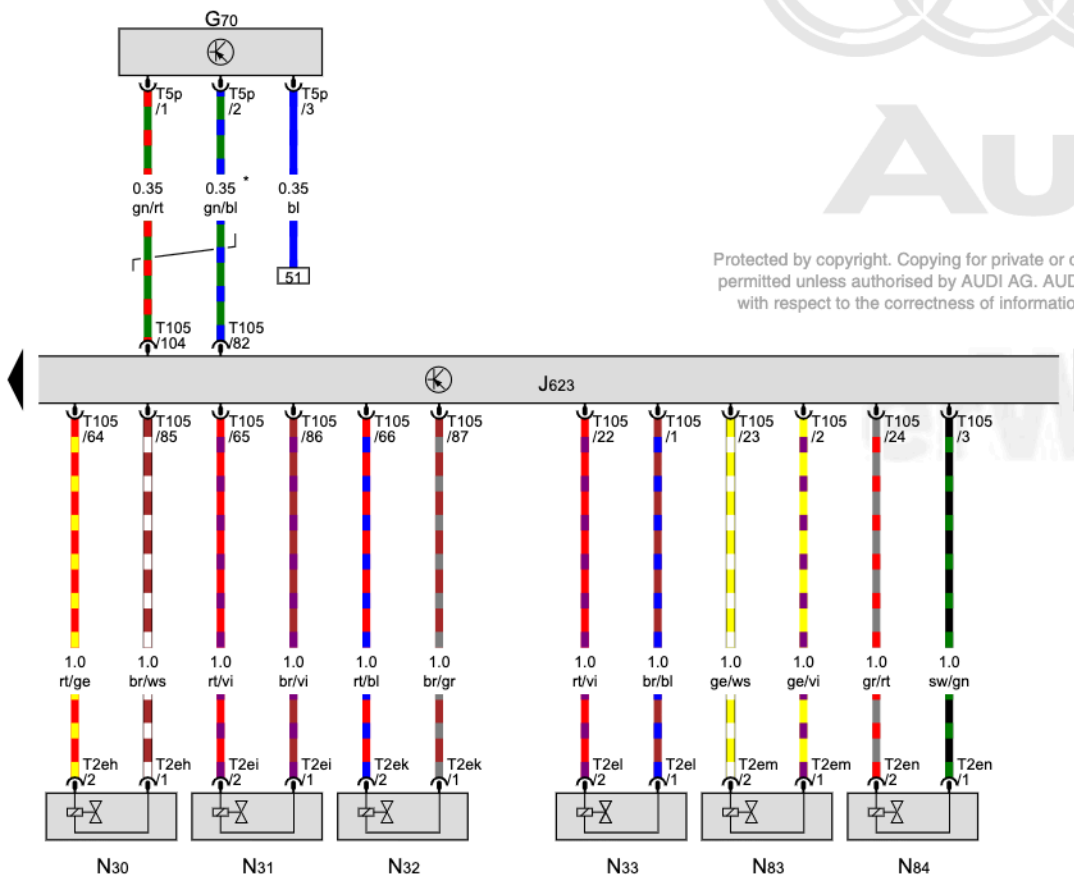 G70
T5p
/1
T5p
/2
T5p
/3
0.35
gn/rt
0.35 *
gn/bl
0.35
bl
51
T105
/104
T105
/82
Au
Protected by copyright. Copying for private or
permitted unless authorised by AUDI AG. AUD
with respect to the correctness of informatio
J623
T105
/64
T105
/85
T105
/65
T105
/86
T105
/66
T105
/87
T105
/22
T105
/1
T105
/23
T105
/2
T105
/24
T105
/3
1.0
rt/ge
1.0
br/ws
1.0
rt/vi
1.0
br/vi
1.0
rt/bl
1.0
br/gr
1.0
rt/vi
1.0
br/bl
1.0
ge/ws
1.0
ge/vi
1.0
gr/rt
1.0
sw/gn
T2eh
/2
T2eh
/1
T2ei
/2
T2ei
/1
T2ek
/2
T2ek
/1
T2el
/2
T2el
/1
T2em
/2
T2em
/1
T2en
/2
T2en
/1
N30
N31
N32
N33
N83
N84